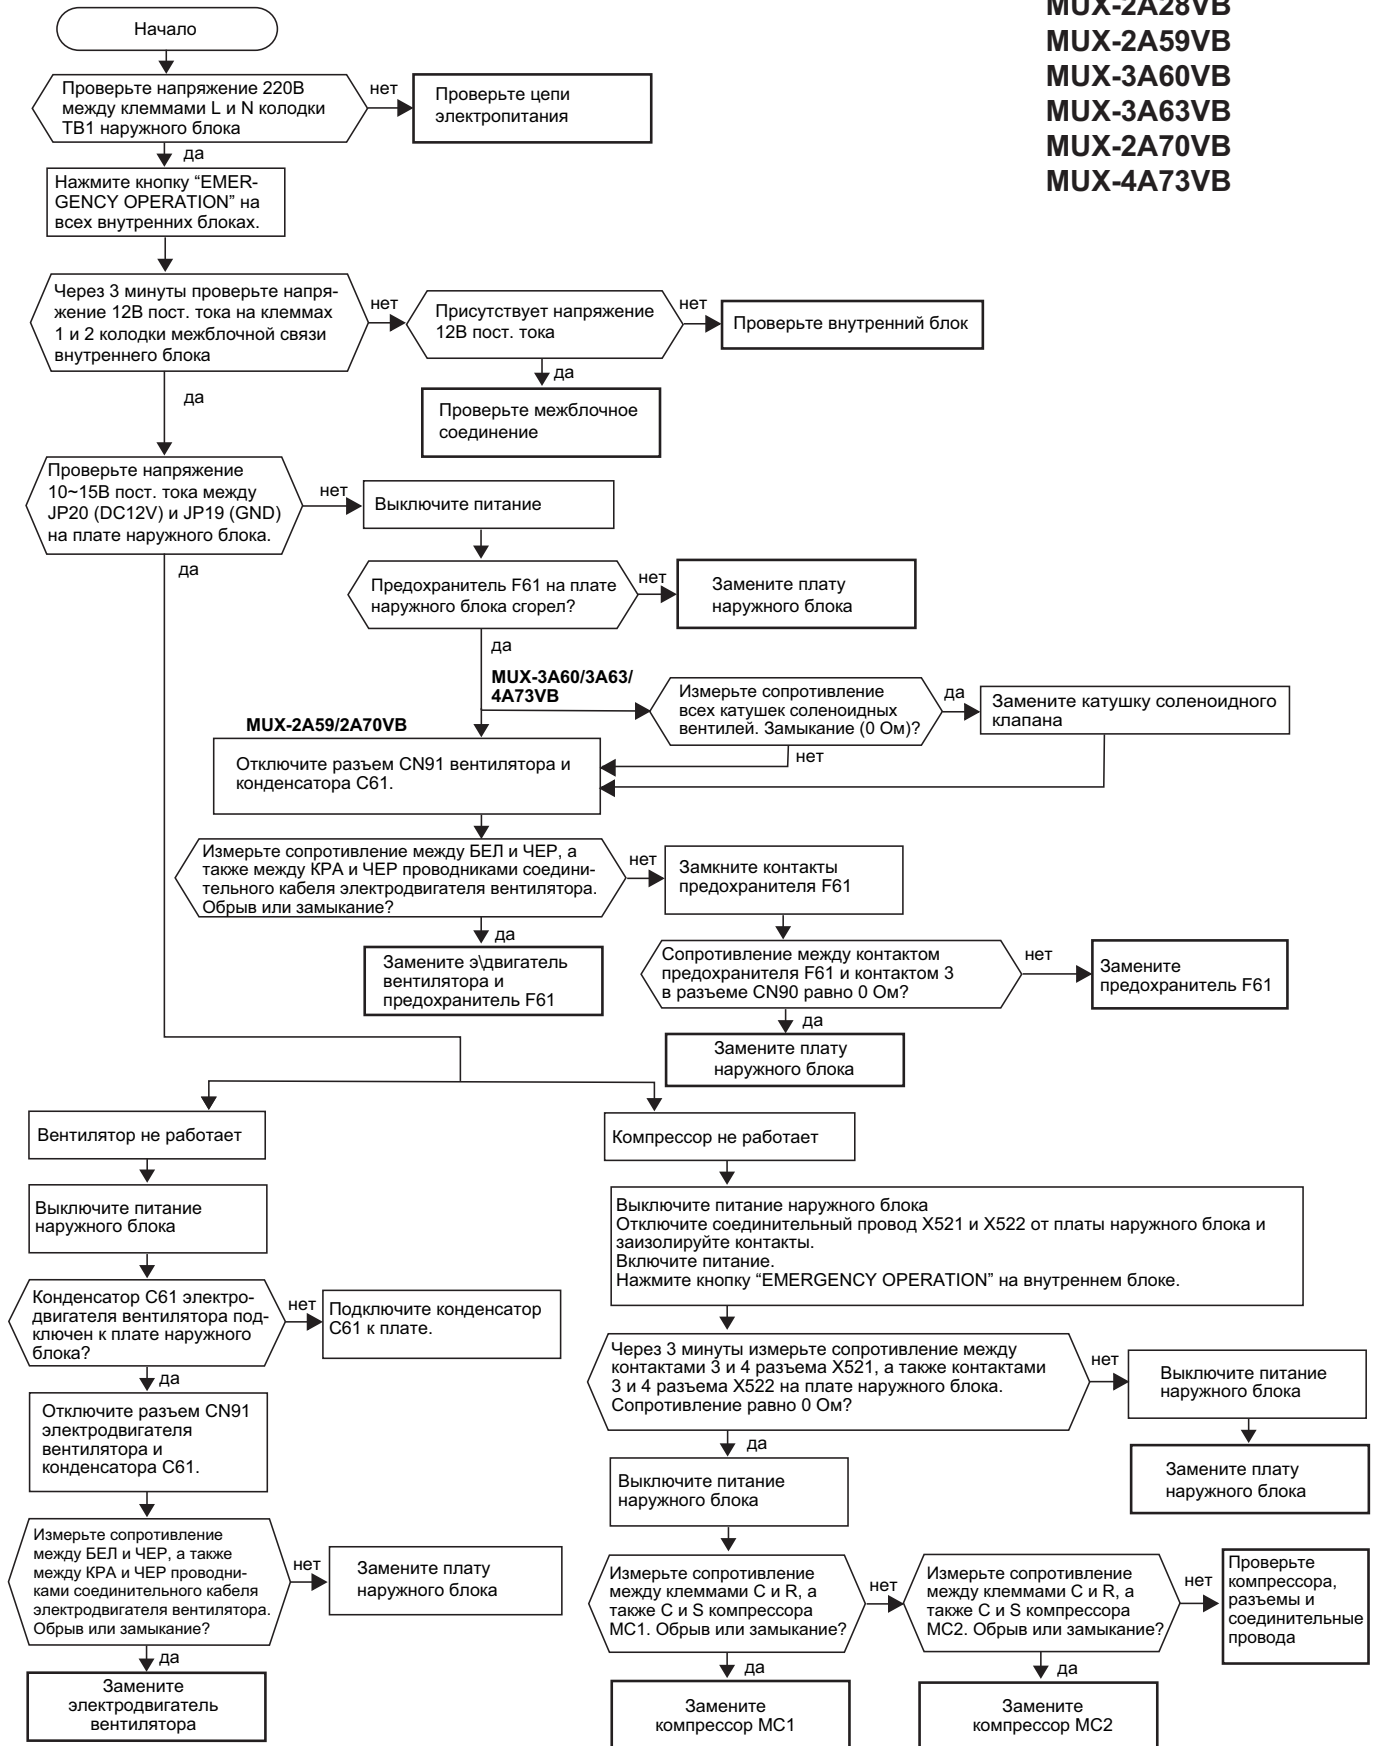 MUX-2A28VB
MUX-2A59VB
MUX-3A60VB
MUX-3A63VB
MUX-2A70VB
MUX-4A73VB
Начало
Проверьте напряжение 220В
между клеммами L и N колодки
TB1 наружного блока
нет
Проверьте цепи
электропитания
да
Нажмите кнопку “EMER-
GENCY OPERATION” на
всех внутренних блоках.
Через 3 минуты проверьте напря-
жение 12В пост. тока на клеммах
1 и 2 колодки межблочной связи
внутреннего блока
нет
Присутствует напряжение
12В пост. тока
нет
Проверьте внутренний блок
да
Проверьте межблочное
соединение
да
Проверьте напряжение
10~15В пост. тока между
JP20 (DC12V) и JP19 (GND)
на плате наружного блока.
нет
Выключите питание
да
Предохранитель F61 на плате
наружного блока сгорел?
нет
Замените плату
наружного блока
да
MUX-3A60/3A63/
4A73VB
Измерьте сопротивление
всех катушек соленоидных
вентилей. Замыкание (0 Ом)?
да
Замените катушку соленоидного
клапана
нет
MUX-2A59/2A70VB
Отключите разъем CN91 вентилятора и
конденсатора C61.
Измерьте сопротивление между БЕЛ и ЧЕР, а
также между КРА и ЧЕР проводниками соедини-
тельного кабеля электродвигателя вентилятора.
Обрыв или замыкание?
нет
Замкните контакты
предохранителя F61
да
Замените э\двигатель
вентилятора и
предохранитель F61
Сопротивление между контактом
предохранителя F61 и контактом 3
в разъеме CN90 равно 0 Ом?
нет
Замените
предохранитель F61
да
Замените плату
наружного блока
Вентилятор не работает
Выключите питание
наружного блока
Конденсатор C61 электро-
двигателя вентилятора под-
ключен к плате наружного
блока?
нет
Подключите конденсатор
C61 к плате.
да
Отключите разъем CN91
электродвигателя
вентилятора и
конденсатора C61.
Измерьте сопротивление
между БЕЛ и ЧЕР, а также
между КРА и ЧЕР проводни-
ками соединительного кабеля
электродвигателя вентилятора.
Обрыв или замыкание?
нет
Замените плату
наружного блока
да
Замените
электродвигатель
вентилятора
Компрессор не работает
Выключите питание наружного блока
Отключите соединительный провод X521 и X522 от платы наружного блока и
заизолируйте контакты.
Включите питание.
Нажмите кнопку “EMERGENCY OPERATION” на внутреннем блоке.
Через 3 минуты измерьте сопротивление между
контактами 3 и 4 разъема X521, а также контактами
3 и 4 разъема X522 на плате наружного блока.
Сопротивление равно 0 Ом?
нет
Выключите питание
наружного блока
Замените плату
наружного блока
да
Выключите питание
наружного блока
Измерьте сопротивление
между клеммами C и R, а
также C и S компрессора
MC1. Обрыв или замыкание?
нет
Измерьте сопротивление
между клеммами C и R, а
также C и S компрессора
MC2. Обрыв или замыкание?
нет
Проверьте
компрессора,
разъемы и
соединительные
провода
да
Замените
компрессор MC1
да
Замените
компрессор MC2